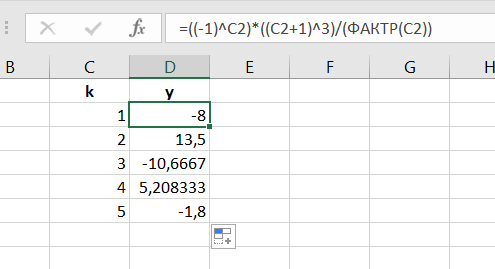 fx =((-1)^C2)*((C2+1)^3)/(ФАКТР(C2))
B C D E F G H
k y
1 -8
2 13,5
3 -10,6667
4 5,208333
5 -1,8